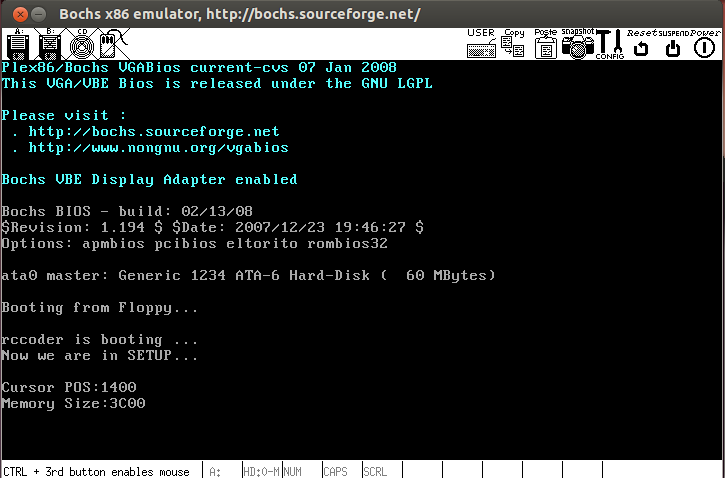 Bochs x86 emulator, http://bochs.sourceforge.net/
A: B: CD USER Copy Paste Snapshot CONFIG Reset SUSPEND Power
Plex86/Bochs VGABios current-cvs 07 Jan 2008
This VGA/VBE Bios is released under the GNU LGPL
Please visit :
. http://bochs.sourceforge.net
. http://www.nongnu.org/vgabios
Bochs VBE Display Adapter enabled
Bochs BIOS - build: 02/13/08
$Revision: 1.194 $ $Date: 2007/12/23 19:46:27 $
Options: apmbios pcibios eltorito rombios32
ata0 master: Generic 1234 ATA-6 Hard-Disk (  60 MBytes)
Booting from Floppy...
rccoder is booting ...
Now we are in SETUP...
Cursor POS:1400
Memory Size:3C00
CTRL + 3rd button enables mouse A: HD:0-M NUM CAPS SCRL